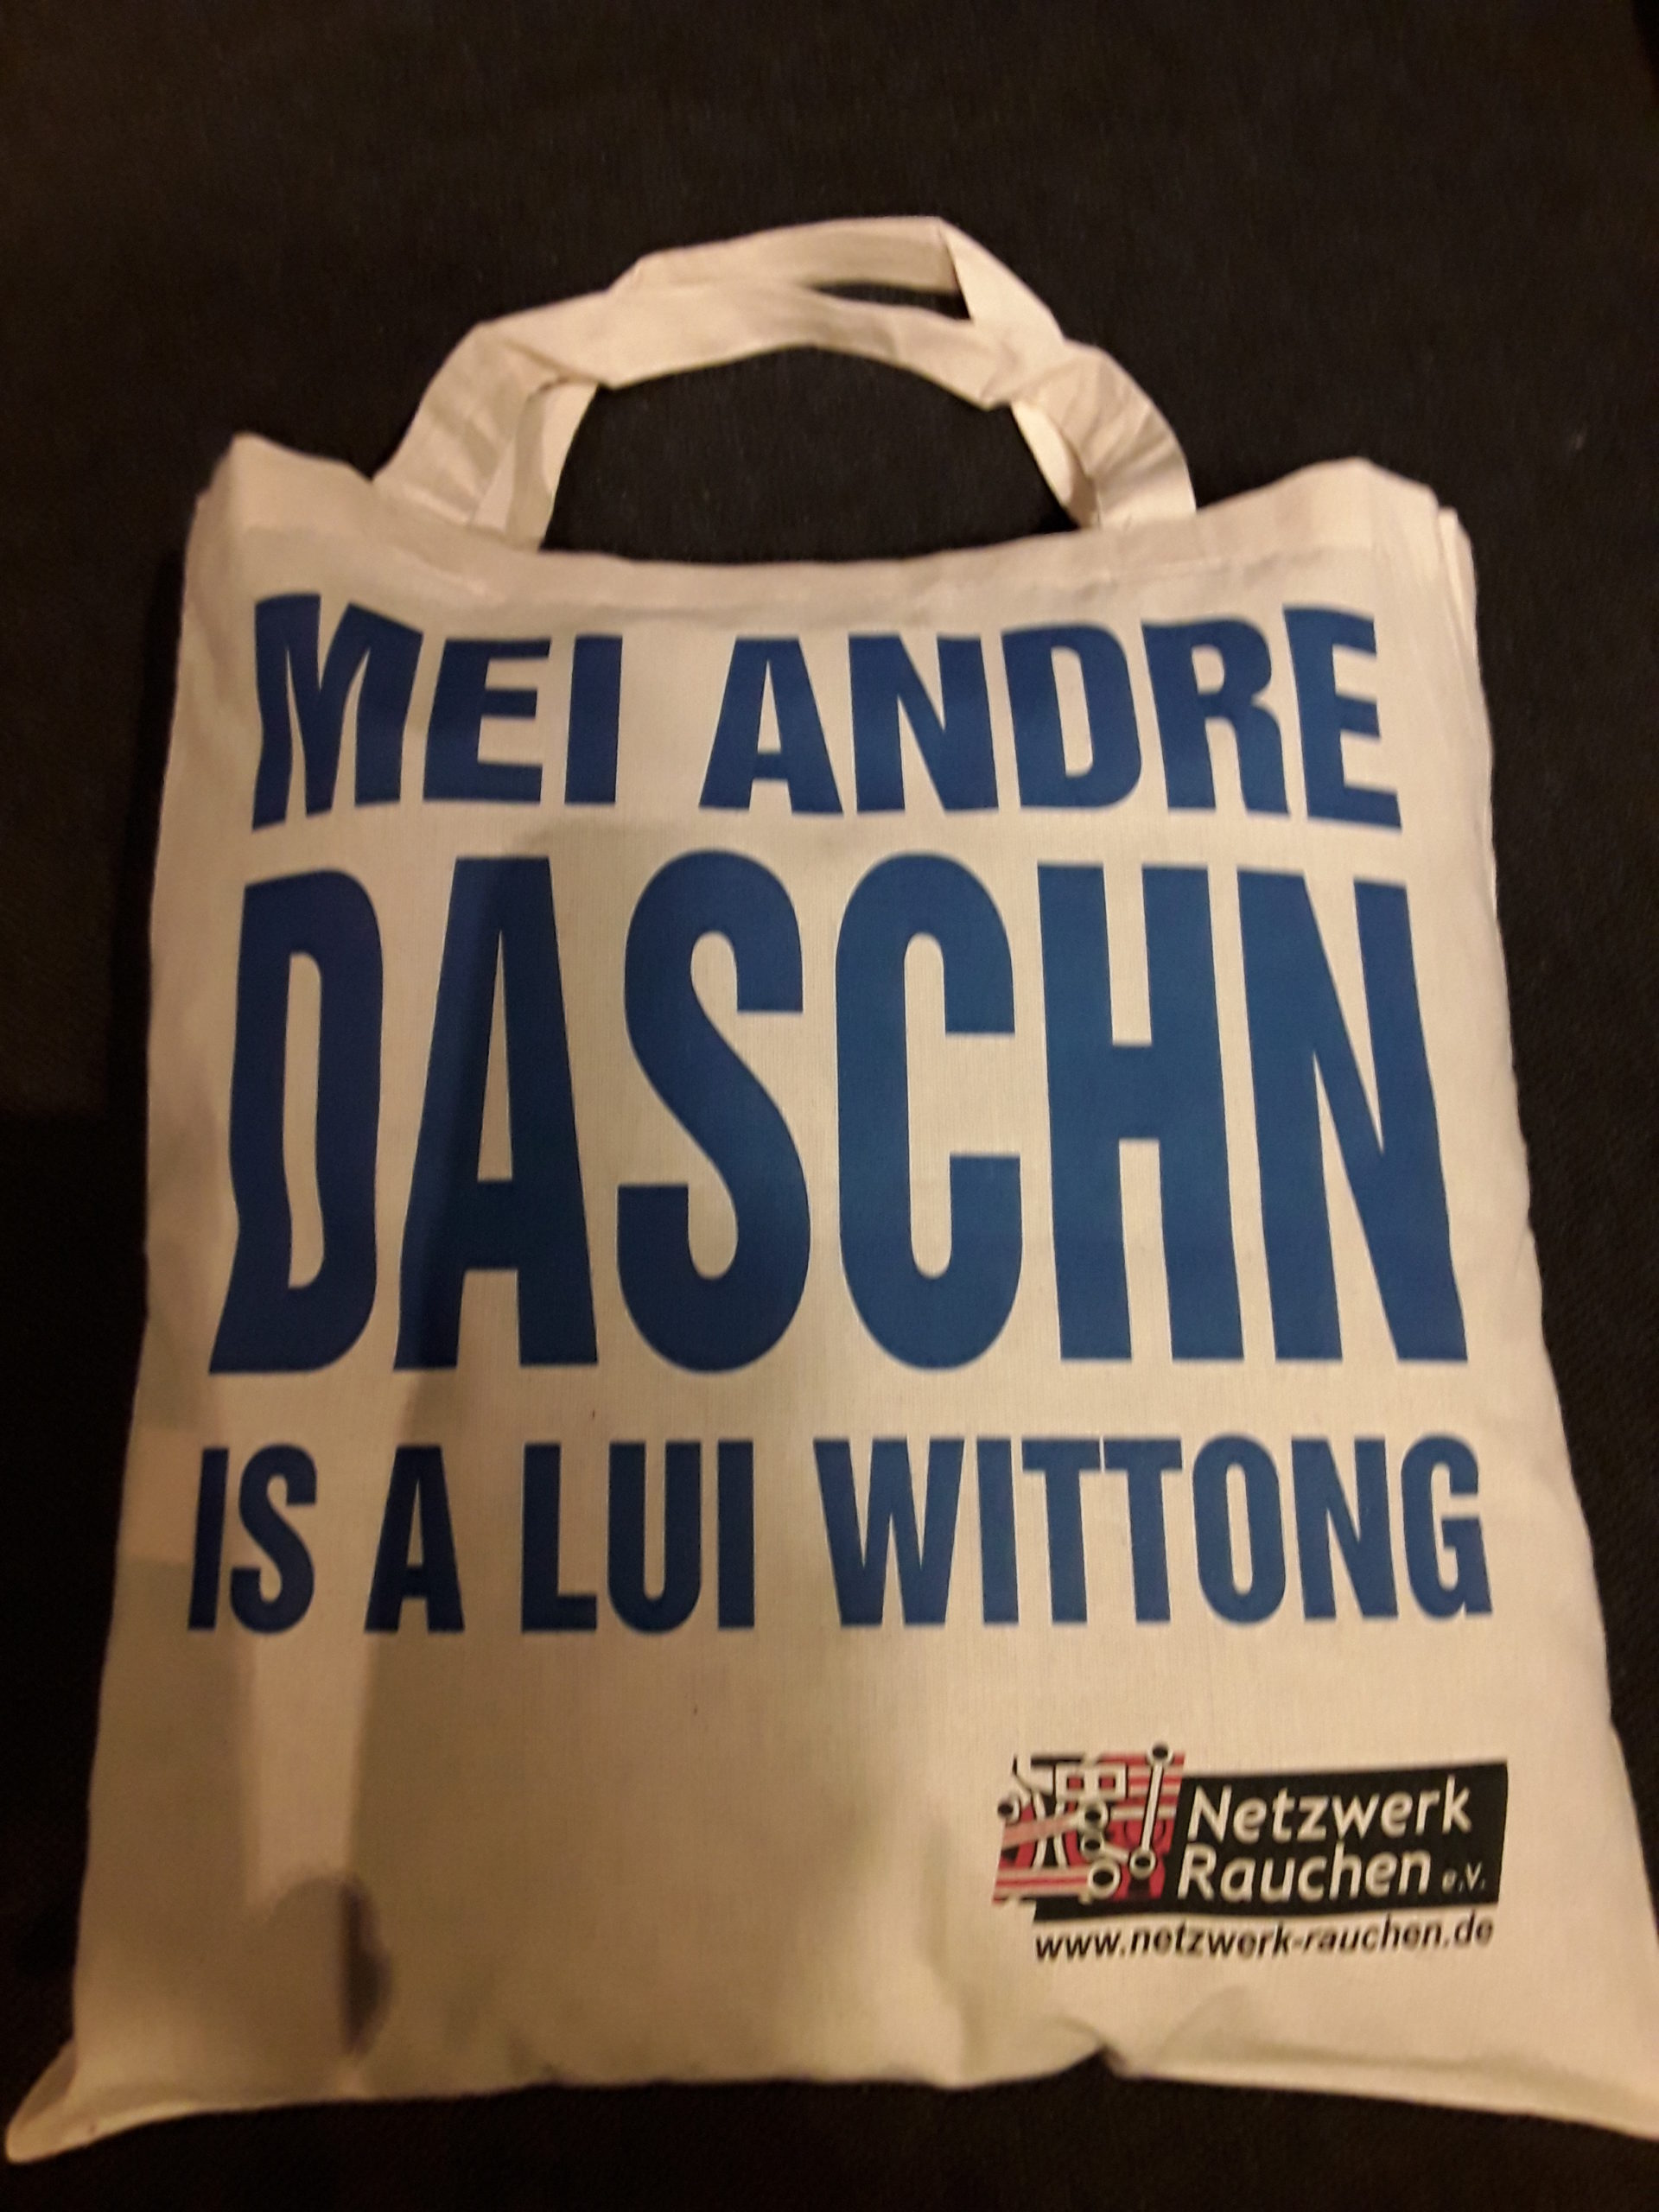 MEI ANDRE
DASCHN
IS A LUI WITTONG
Netzwerk
Rauchen e.V.
www.netzwerk-rauchen.de